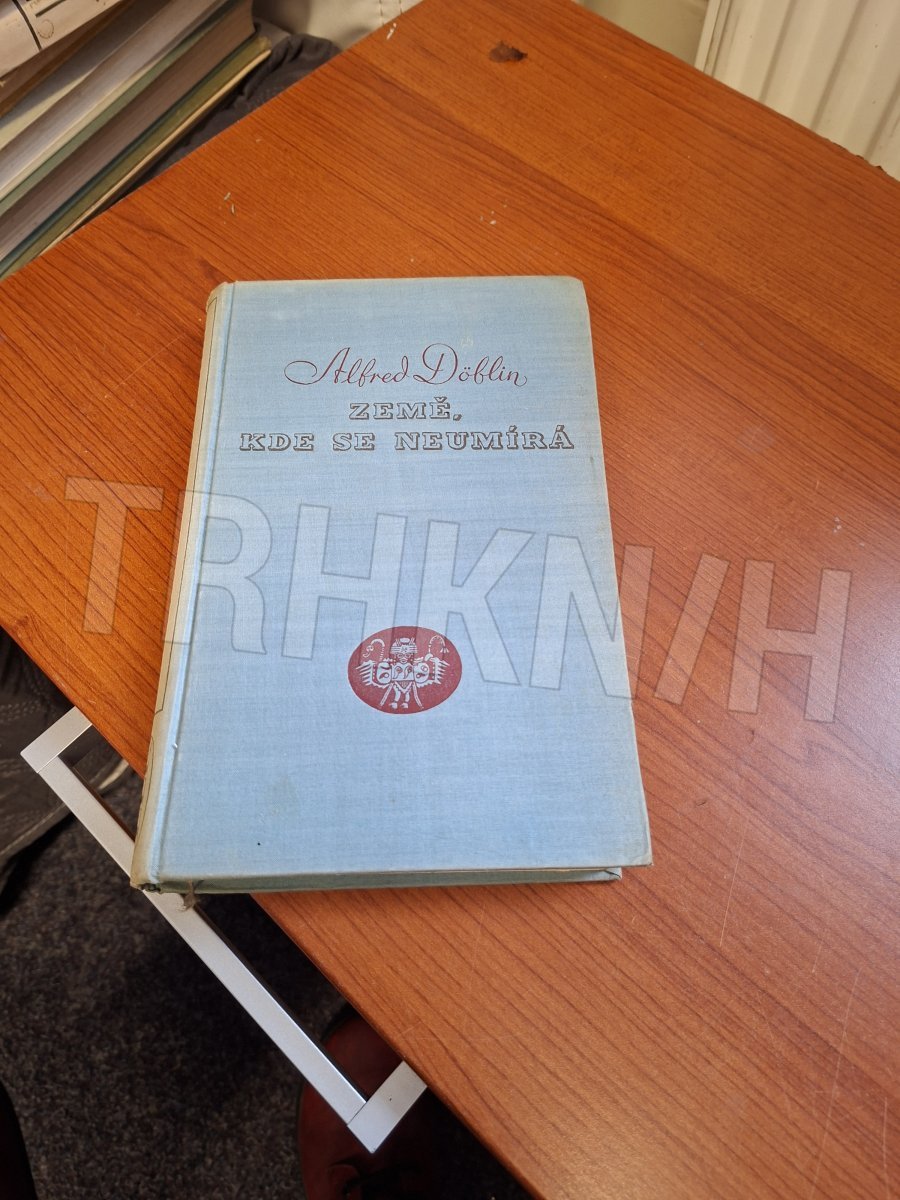 Alfred Döblin
ZEMĚ,
KDE SE NEUMÍRÁ
TRHKNIH